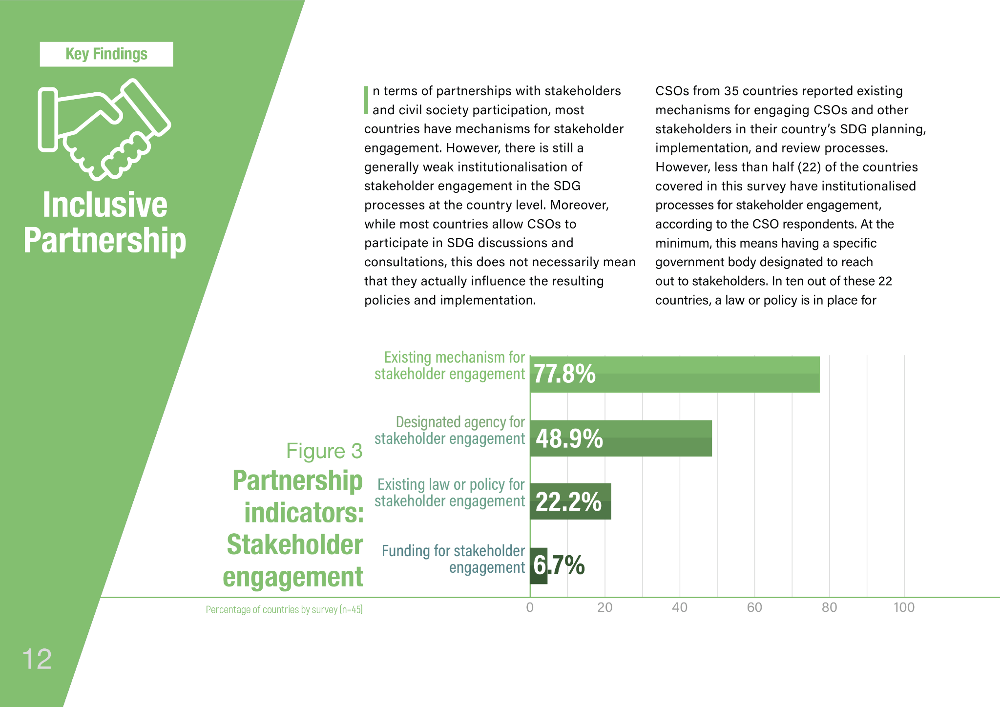 Key Findings
Inclusive
Partnership
In terms of partnerships with stakeholders
and civil society participation, most
countries have mechanisms for stakeholder
engagement. However, there is still a
generally weak institutionalisation of
stakeholder engagement in the SDG
processes at the country level. Moreover,
while most countries allow CSOs to
participate in SDG discussions and
consultations, this does not necessarily mean
that they actually influence the resulting
policies and implementation.
CSOs from 35 countries reported existing
mechanisms for engaging CSOs and other
stakeholders in their country’s SDG planning,
implementation, and review processes.
However, less than half (22) of the countries
covered in this survey have institutionalised
processes for stakeholder engagement,
according to the CSO respondents. At the
minimum, this means having a specific
government body designated to reach
out to stakeholders. In ten out of these 22
countries, a law or policy is in place for
Figure 3
Partnership
indicators:
Stakeholder
engagement
Percentage of countries by survey (n=45)
Existing mechanism for
stakeholder engagement
77.8%
Designated agency for
stakeholder engagement
48.9%
Existing law or policy for
stakeholder engagement
22.2%
Funding for stakeholder
engagement
6.7%
0 20 40 60 80 100
12